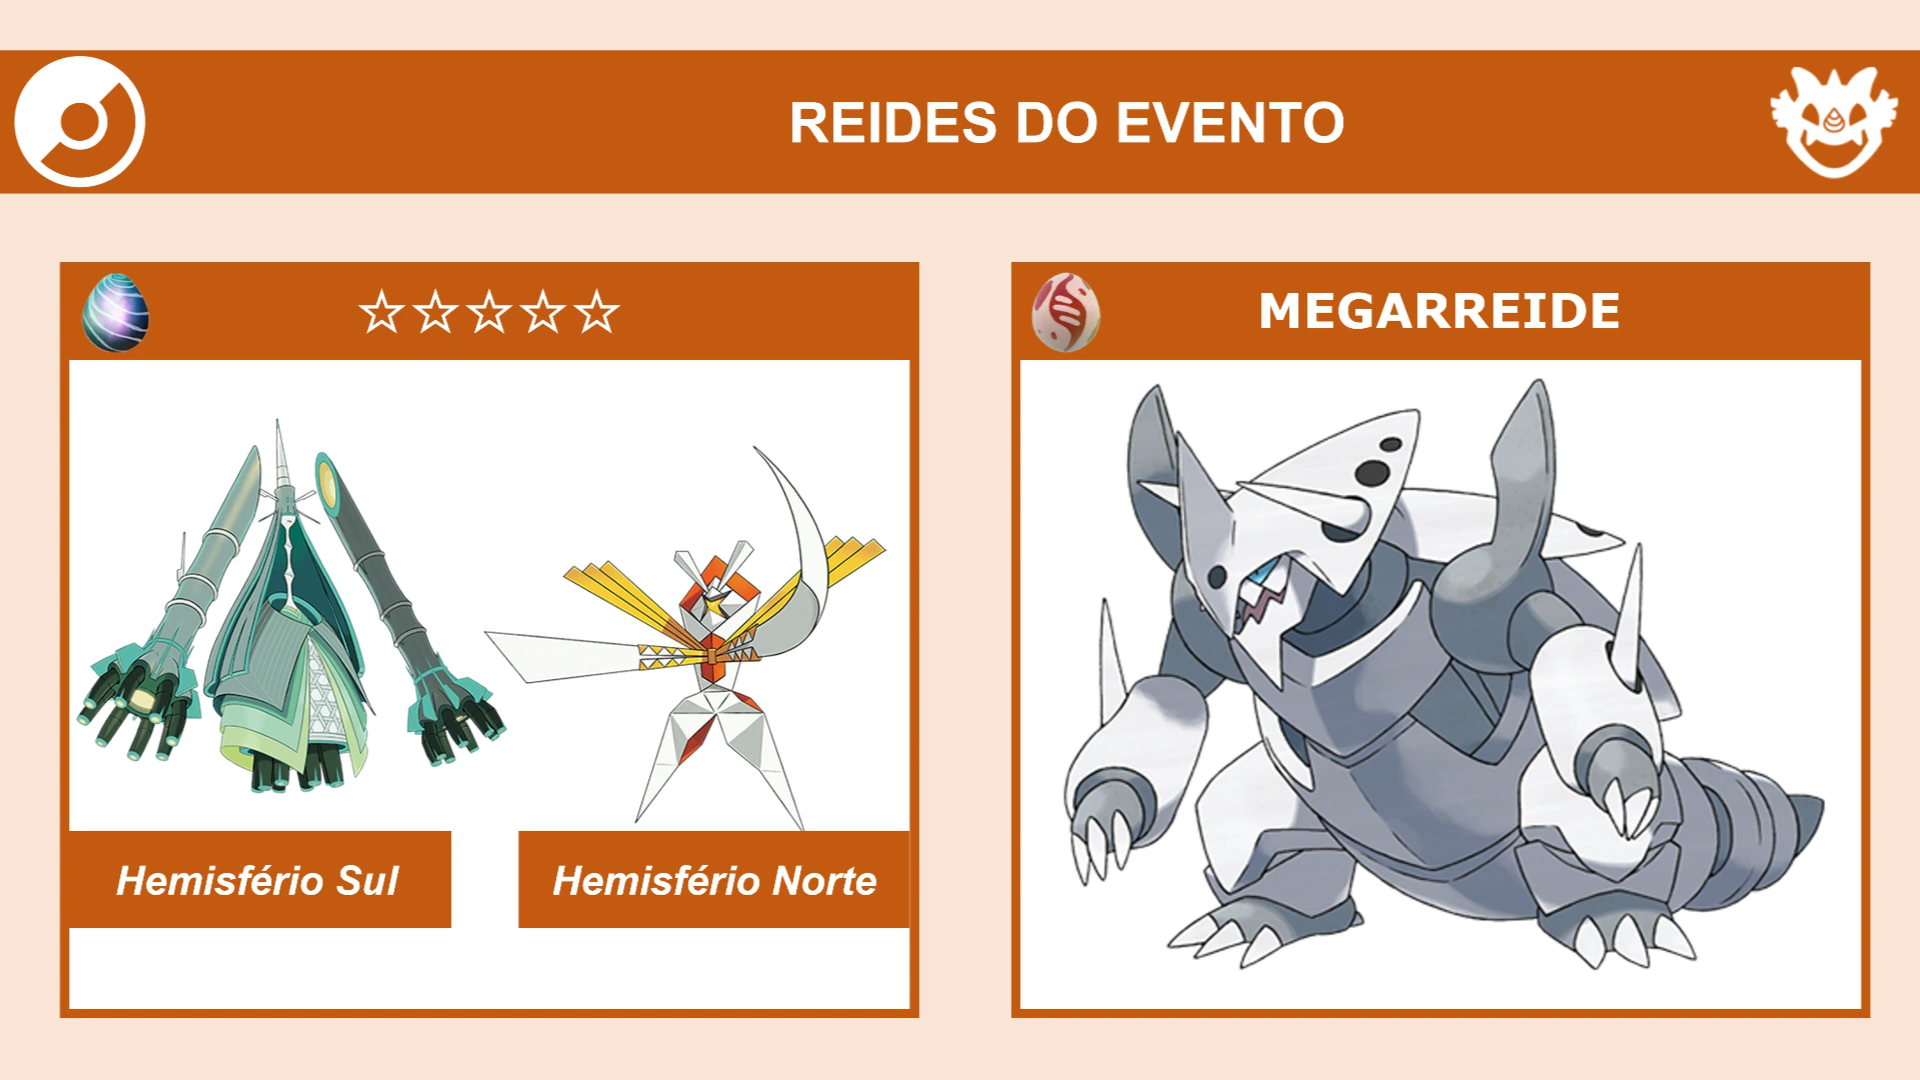 REIDES DO EVENTO
☆☆☆☆☆
MEGARREIDE
Hemisfério Sul
Hemisfério Norte